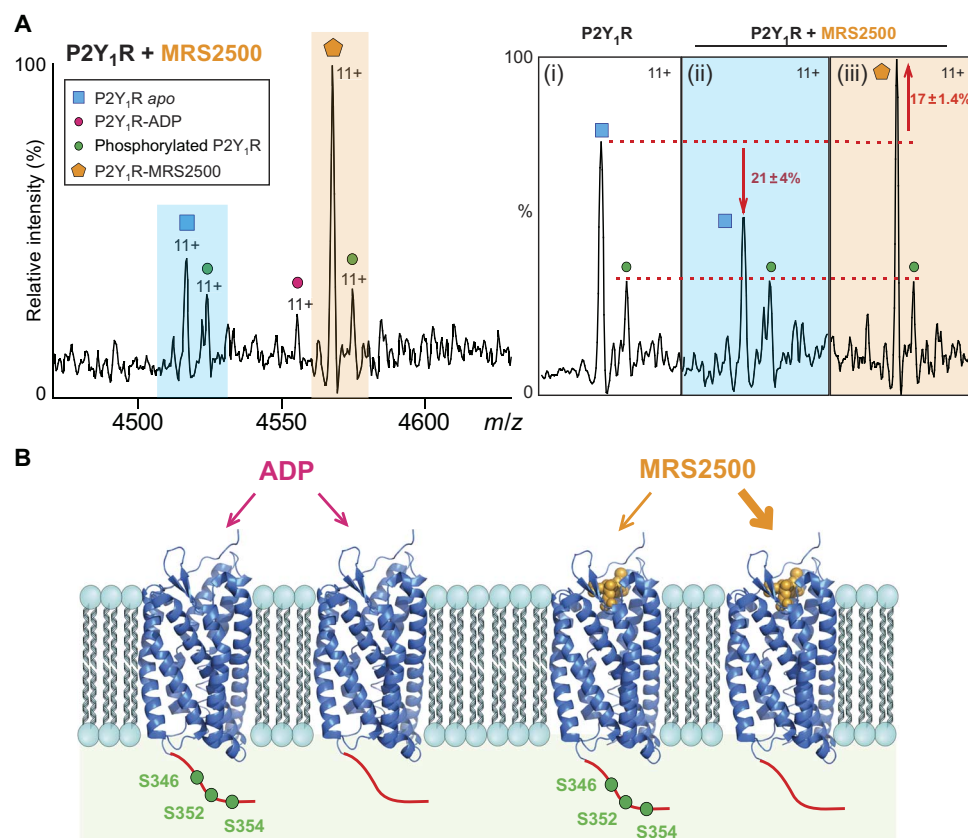 A
P2Y₁R + MRS2500
P2Y₁R apo
P2Y₁R-ADP
Phosphorylated P2Y₁R
P2Y₁R-MRS2500
Relative intensity (%)
100
0
11+
11+
11+
11+
11+
4500
4550
4600
m/z
P2Y₁R
P2Y₁R + MRS2500
100
%
0
(i)
11+
(ii)
11+
(iii)
11+
21 ± 4%
17 ± 1.4%
B
ADP
MRS2500
S346
S352
S354
S346
S352
S354